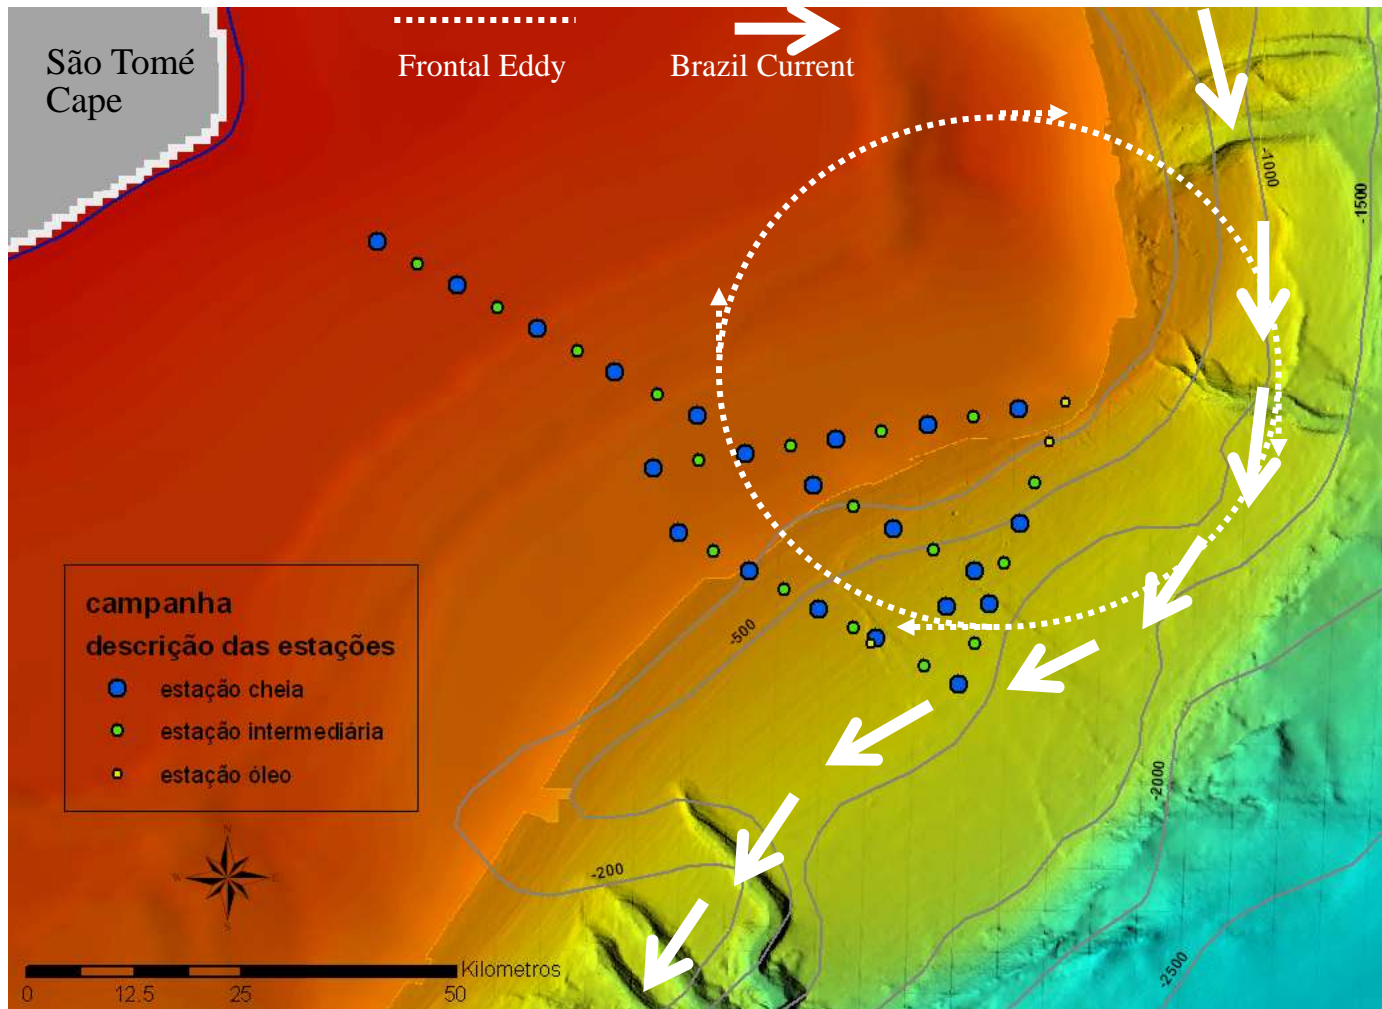 São Tomé
Cape
Frontal Eddy
Brazil Current
-1000
-1500
-500
-200
-2000
-2500
campanha
descrição das estações
estação cheia
estação intermediária
estação óleo
N
W
E
S
Kilometros
0 12.5 25 50